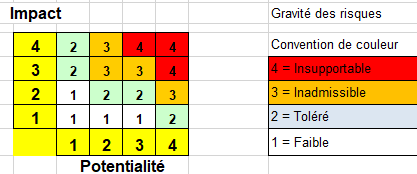 Impact
Gravité des risques
4 2 3 4 4
Convention de couleur
3 2 3 3 4
4 = Insupportable
2 1 2 2 3
3 = Inadmissible
1 1 1 1 2
2 = Toléré
1 2 3 4
1 = Faible
Potentialité